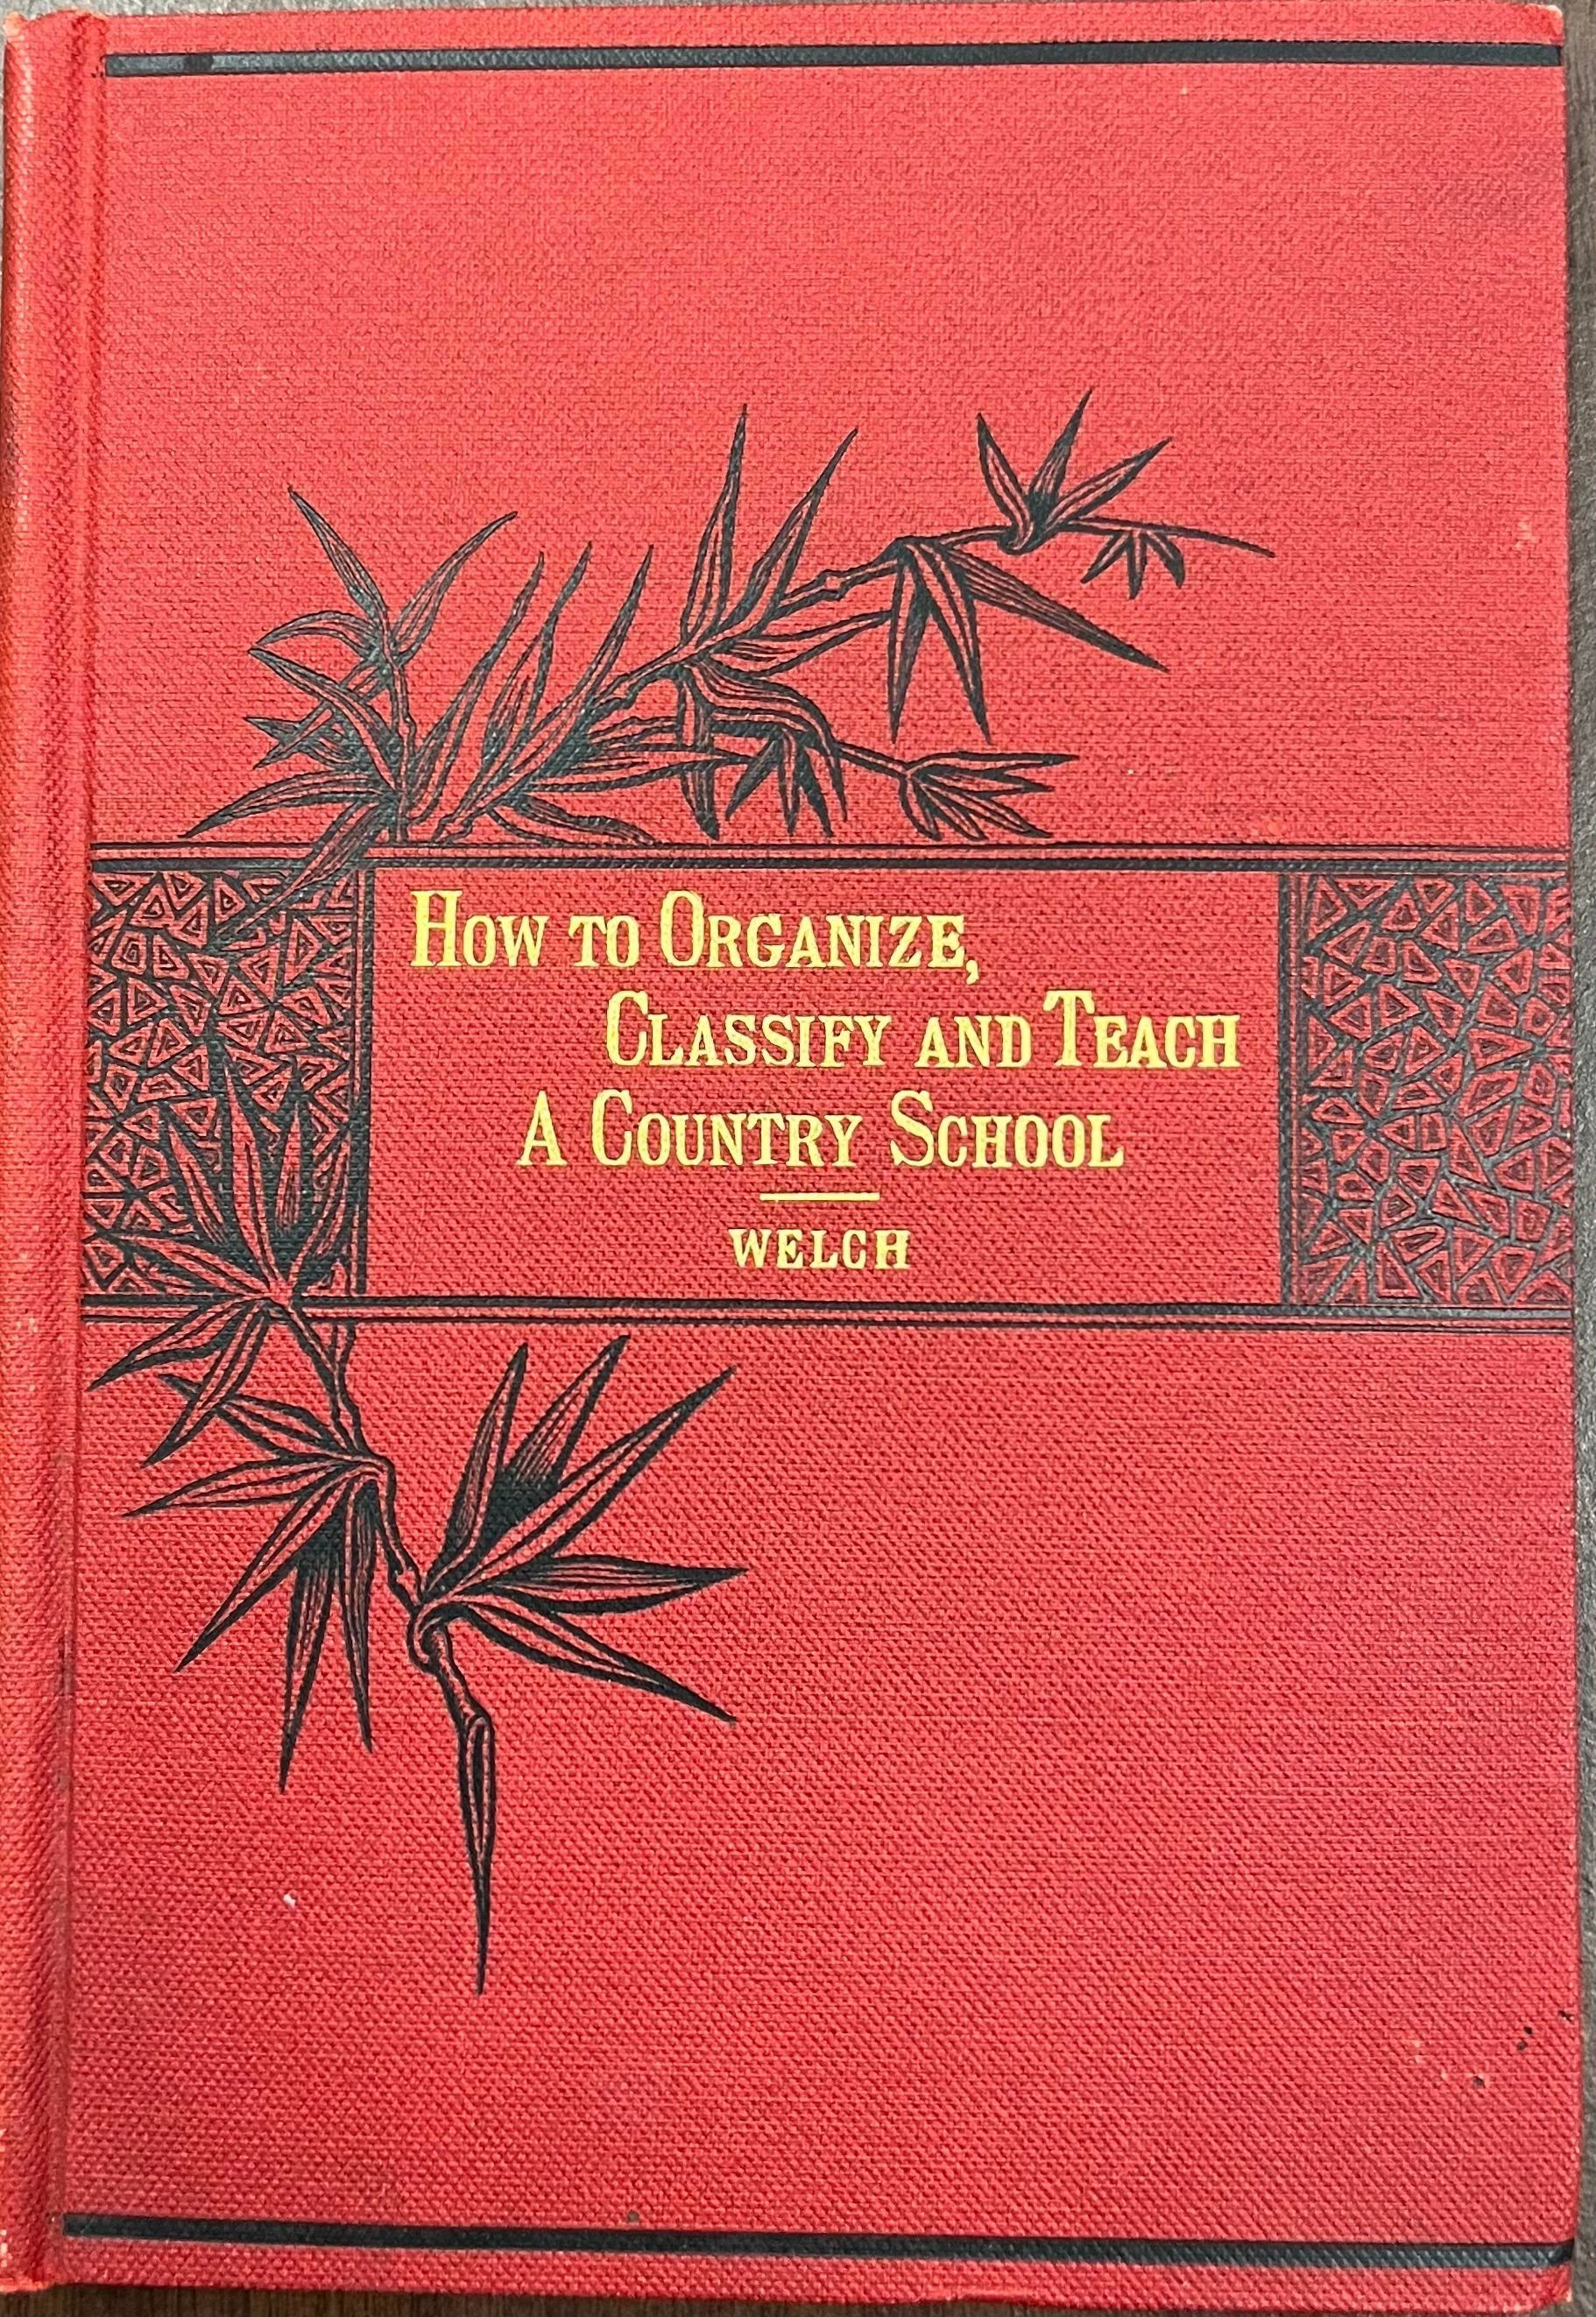 How to Organize,
Classify and Teach
A Country School
WELCH